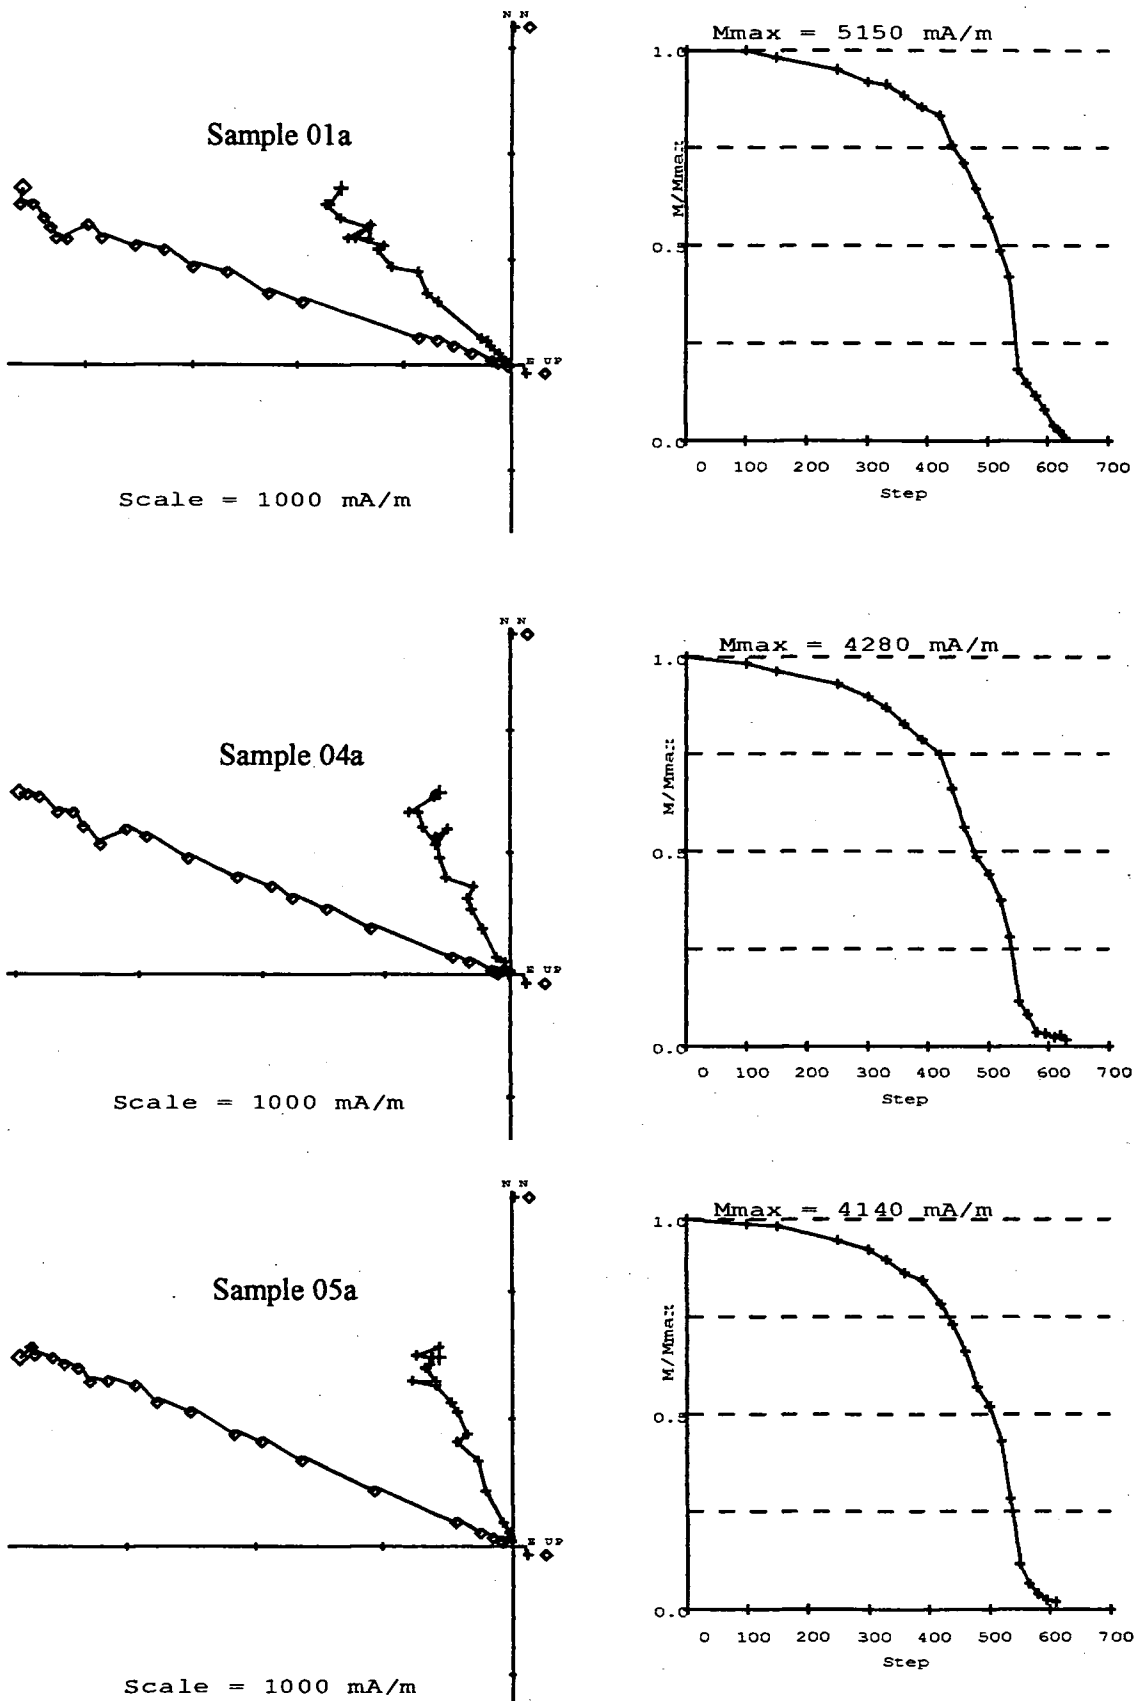 N N
Mmax = 5150 mA/m
1.0
Sample 01a
M/Mmax
0.5
E UP
0.0
0 100 200 300 400 500 600 700
Step
Scale = 1000 mA/m
N N
Mmax = 4280 mA/m
1.0
Sample 04a
M/Mmax
0.5
E UP
0.0
0 100 200 300 400 500 600 700
Step
Scale = 1000 mA/m
N N
Mmax = 4140 mA/m
1.0
Sample 05a
M/Mmax
0.5
E UP
0.0
0 100 200 300 400 500 600 700
Step
Scale = 1000 mA/m